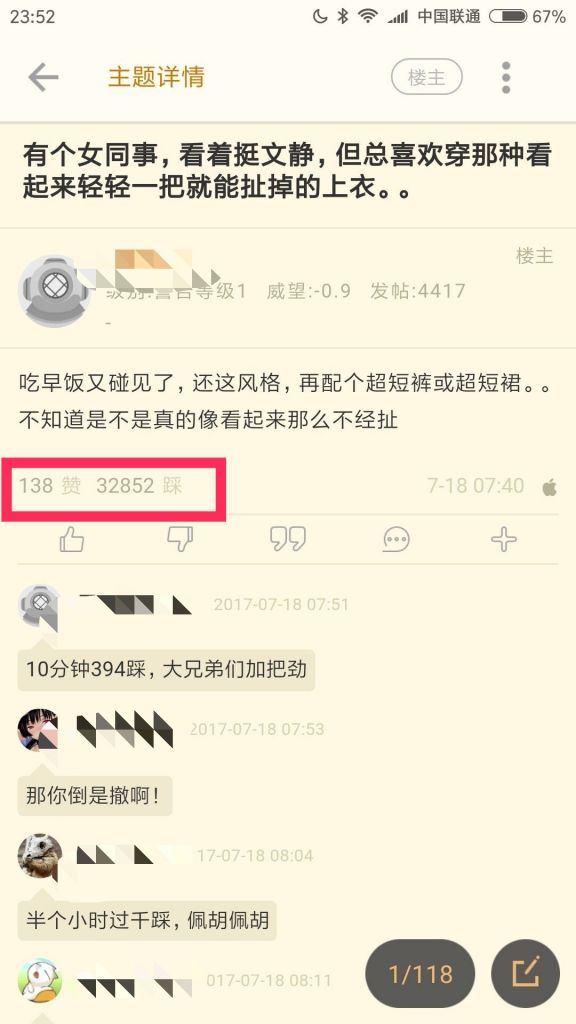 23:52
中国联通
67%
主题详情
楼主
有个女同事，看着挺文静，但总喜欢穿那种看
起来轻轻一把就能扯掉的上衣。。
楼主
级别:警告等级1 威望:-0.9 发帖:4417
-
吃早饭又碰见了，还这风格，再配个超短裤或超短裙。。
不知道是不是真的像看起来那么不经扯
138 赞 32852 踩
7-18 07:40
2017-07-18 07:51
10分钟394踩，大兄弟们加把劲
2017-07-18 07:53
那你倒是撤啊！
17-07-18 08:04
半个小时过千踩，佩胡佩胡
017-07-18 08:11
1/118